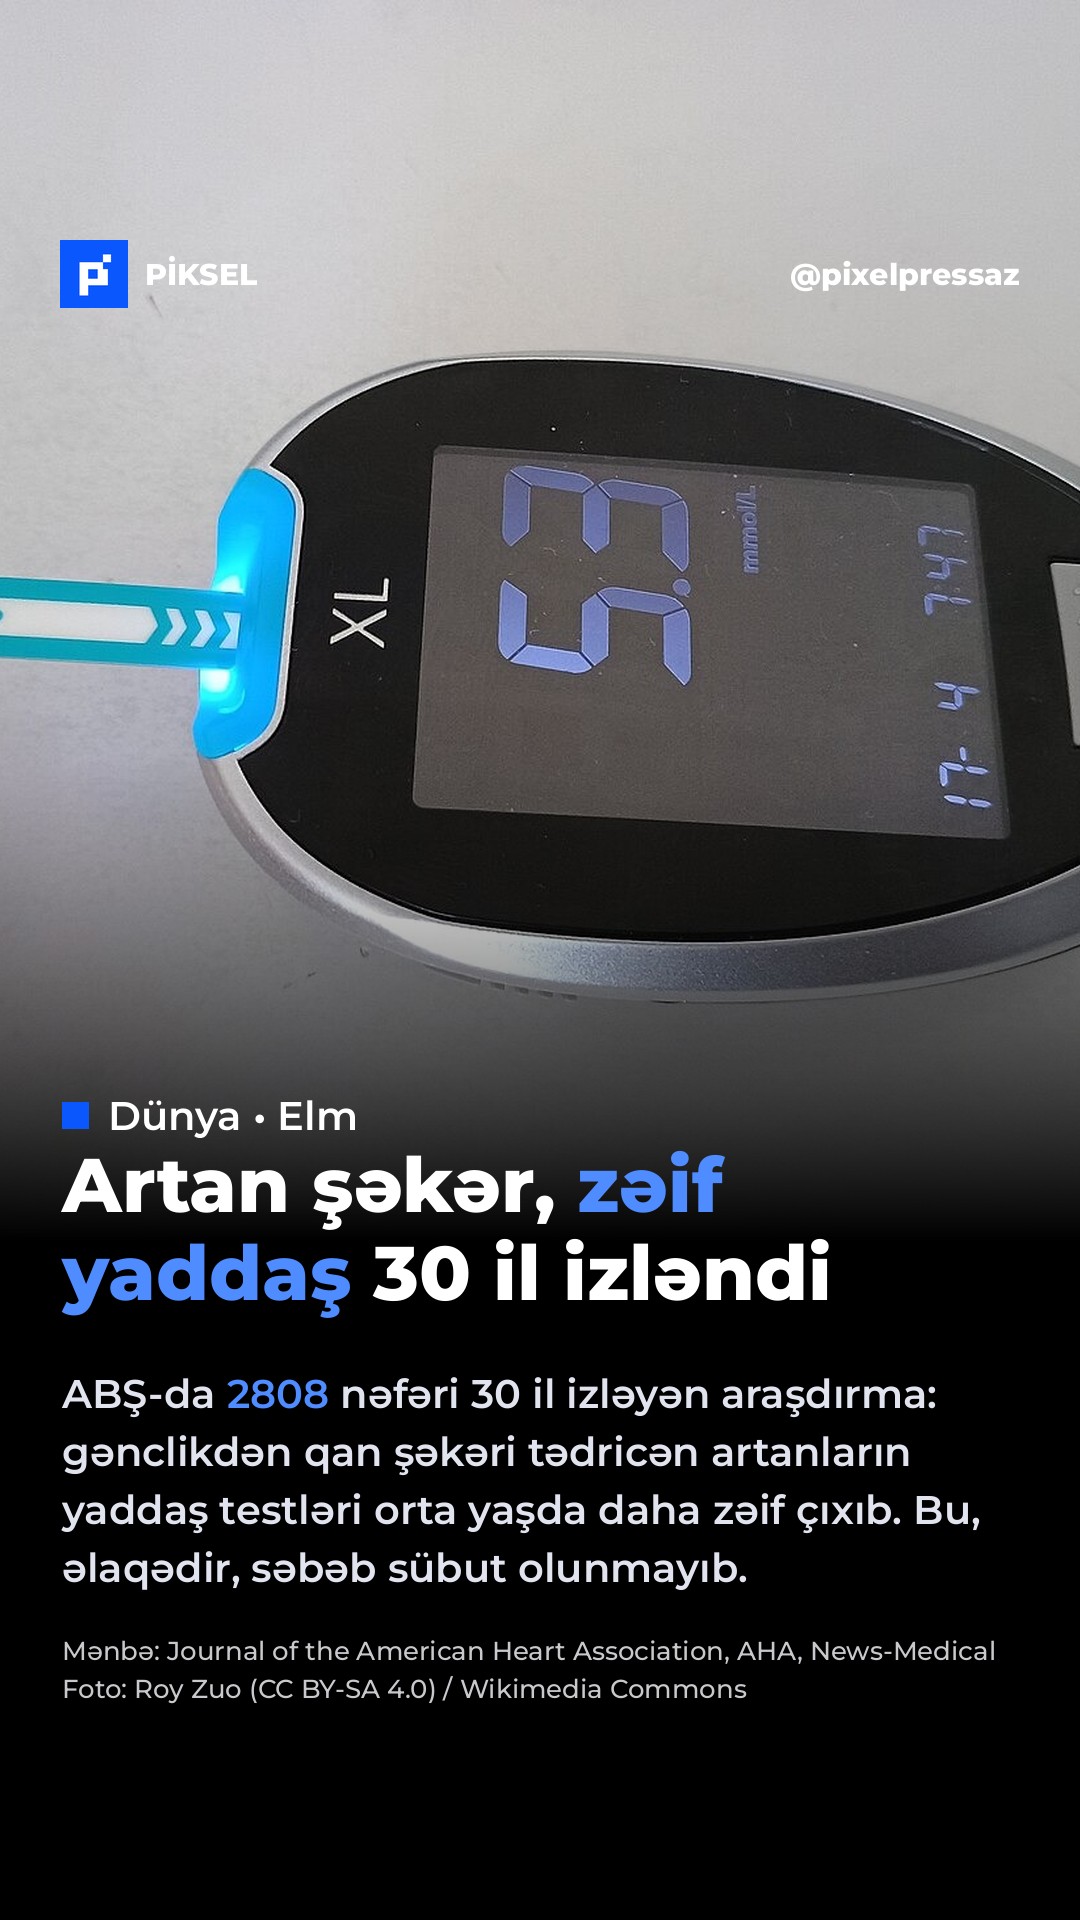 PİKSEL
@pixelpressaz
XL
mmol/L
Dünya • Elm
Artan şəkər, zəif
yaddaş 30 il izləndi
ABŞ-da 2808 nəfəri 30 il izləyən araşdırma:
gənclikdən qan şəkəri tədricən artanların
yaddaş testləri orta yaşda daha zəif çıxıb. Bu,
əlaqədir, səbəb sübut olunmayıb.
Mənbə: Journal of the American Heart Association, AHA, News-Medical
Foto: Roy Zuo (CC BY-SA 4.0) / Wikimedia Commons